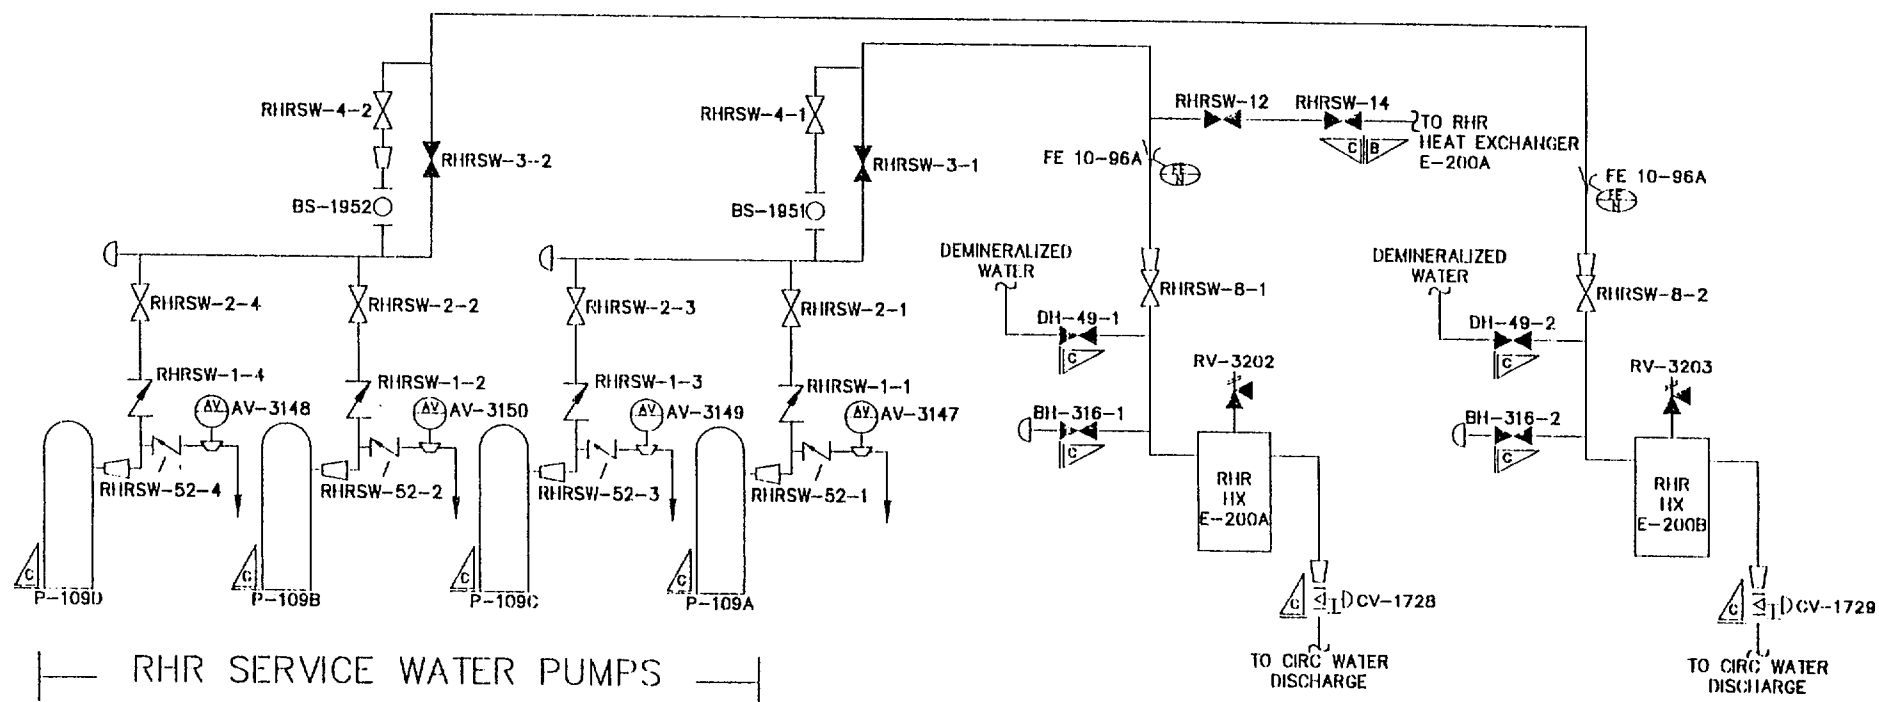 RHRSW-4-2
RHRSW-3-2
BS-1952
RHRSW-4-1
RHRSW-3-1
BS-1951
RHRSW-12
RHRSW-14
TO RHR
HEAT EXCHANGER
E-200A
C
B
FE 10-96A
FE
N
FE 10-96A
FE
N
DEMINERALIZED
WATER
DEMINERALIZED
WATER
RHRSW-2-4
RHRSW-2-2
RHRSW-2-3
RHRSW-2-1
RHRSW-8-1
RHRSW-8-2
DH-49-1
C
DH-49-2
C
RHRSW-1-4
RHRSW-1-2
RHRSW-1-3
RHRSW-1-1
AV
AV-3148
AV
AV-3150
AV
AV-3149
AV
AV-3147
RV-3202
RV-3203
BH-316-1
C
BH-316-2
C
RHRSW-52-4
RHRSW-52-2
RHRSW-52-3
RHRSW-52-1
RHR
HX
E-200A
RHR
HX
E-200B
C
P-109D
C
P-109B
C
P-109C
C
P-109A
C
CV-1728
C
CV-1729
TO CIRC WATER
DISCHARGE
TO CIRC WATER
DISCHARGE
RHR SERVICE WATER PUMPS